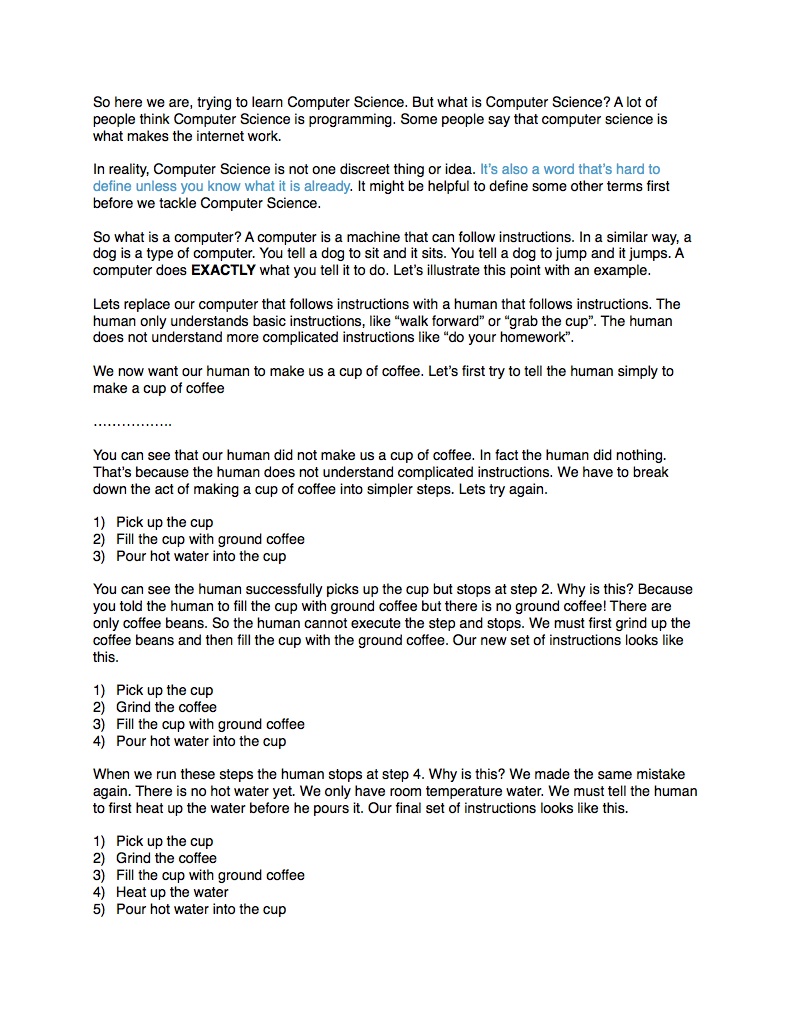 So here we are, trying to learn Computer Science. But what is Computer Science? A lot of
people think Computer Science is programming. Some people say that computer science is
what makes the internet work.
In reality, Computer Science is not one discreet thing or idea. It's also a word that's hard to
define unless you know what it is already. It might be helpful to define some other terms first
before we tackle Computer Science.
So what is a computer? A computer is a machine that can follow instructions. In a similar way, a
dog is a type of computer. You tell a dog to sit and it sits. You tell a dog to jump and it jumps. A
computer does EXACTLY what you tell it to do. Let's illustrate this point with an example.
Lets replace our computer that follows instructions with a human that follows instructions. The
human only understands basic instructions, like “walk forward” or “grab the cup”. The human
does not understand more complicated instructions like “do your homework”.
We now want our human to make us a cup of coffee. Let's first try to tell the human simply to
make a cup of coffee
……………..
You can see that our human did not make us a cup of coffee. In fact the human did nothing.
That's because the human does not understand complicated instructions. We have to break
down the act of making a cup of coffee into simpler steps. Lets try again.
1) Pick up the cup
2) Fill the cup with ground coffee
3) Pour hot water into the cup
You can see the human successfully picks up the cup but stops at step 2. Why is this? Because
you told the human to fill the cup with ground coffee but there is no ground coffee! There are
only coffee beans. So the human cannot execute the step and stops. We must first grind up the
coffee beans and then fill the cup with the ground coffee. Our new set of instructions looks like
this.
1) Pick up the cup
2) Grind the coffee
3) Fill the cup with ground coffee
4) Pour hot water into the cup
When we run these steps the human stops at step 4. Why is this? We made the same mistake
again. There is no hot water yet. We only have room temperature water. We must tell the human
to first heat up the water before he pours it. Our final set of instructions looks like this.
1) Pick up the cup
2) Grind the coffee
3) Fill the cup with ground coffee
4) Heat up the water
5) Pour hot water into the cup